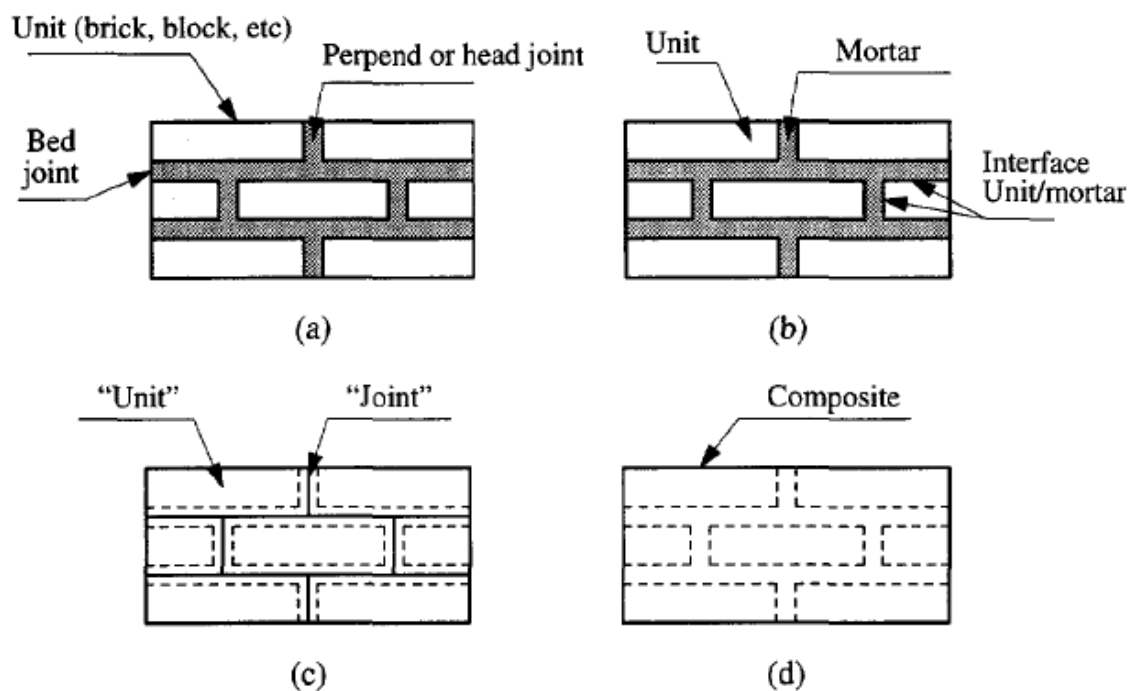 Unit (brick, block, etc)
Perpend or head joint
Bed
joint
(a)
Unit
Mortar
Interface
Unit/mortar
(b)
“Unit”
“Joint”
(c)
Composite
(d)